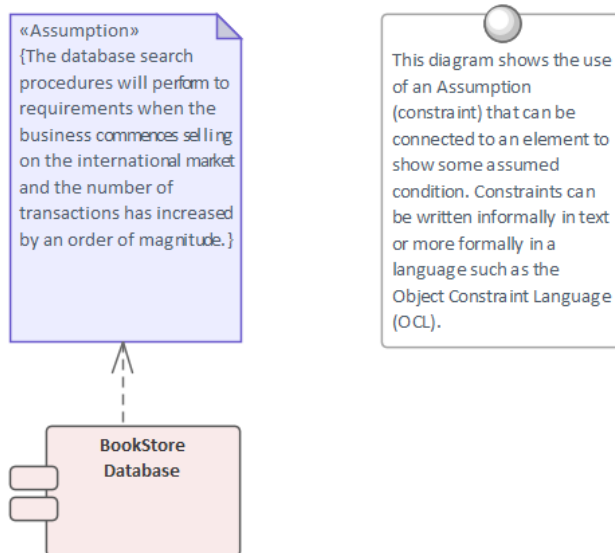 «Assumption»
{The database search
procedures will perform to
requirements when the
business commences selling
on the international market
and the number of
transactions has increased
by an order of magnitude.}
This diagram shows the use
of an Assumption
(constraint) that can be
connected to an element to
show some assumed
condition. Constraints can
be written informally in text
or more formally in a
language such as the
Object Constraint Language
(OCL).
BookStore
Database